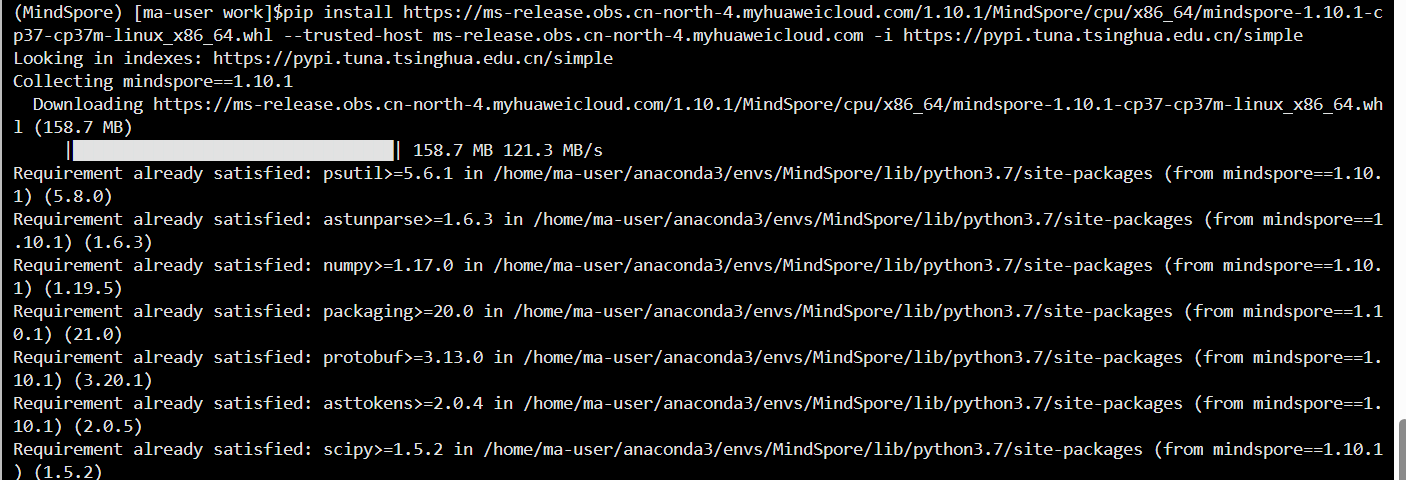 (MindSpore) [ma-user work]$pip install https://ms-release.obs.cn-north-4.myhuaweicloud.com/1.10.1/MindSpore/cpu/x86_64/mindspore-1.10.1-c
p37-cp37m-linux_x86_64.whl --trusted-host ms-release.obs.cn-north-4.myhuaweicloud.com -i https://pypi.tuna.tsinghua.edu.cn/simple
Looking in indexes: https://pypi.tuna.tsinghua.edu.cn/simple
Collecting mindspore==1.10.1
  Downloading https://ms-release.obs.cn-north-4.myhuaweicloud.com/1.10.1/MindSpore/cpu/x86_64/mindspore-1.10.1-cp37-cp37m-linux_x86_64.wh
l (158.7 MB)
     |████████████████████████████████| 158.7 MB 121.3 MB/s
Requirement already satisfied: psutil>=5.6.1 in /home/ma-user/anaconda3/envs/MindSpore/lib/python3.7/site-packages (from mindspore==1.10.
1) (5.8.0)
Requirement already satisfied: astunparse>=1.6.3 in /home/ma-user/anaconda3/envs/MindSpore/lib/python3.7/site-packages (from mindspore==1
.10.1) (1.6.3)
Requirement already satisfied: numpy>=1.17.0 in /home/ma-user/anaconda3/envs/MindSpore/lib/python3.7/site-packages (from mindspore==1.10.
1) (1.19.5)
Requirement already satisfied: packaging>=20.0 in /home/ma-user/anaconda3/envs/MindSpore/lib/python3.7/site-packages (from mindspore==1.1
0.1) (21.0)
Requirement already satisfied: protobuf>=3.13.0 in /home/ma-user/anaconda3/envs/MindSpore/lib/python3.7/site-packages (from mindspore==1.
10.1) (3.20.1)
Requirement already satisfied: asttokens>=2.0.4 in /home/ma-user/anaconda3/envs/MindSpore/lib/python3.7/site-packages (from mindspore==1.
10.1) (2.0.5)
Requirement already satisfied: scipy>=1.5.2 in /home/ma-user/anaconda3/envs/MindSpore/lib/python3.7/site-packages (from mindspore==1.10.1
) (1.5.2)